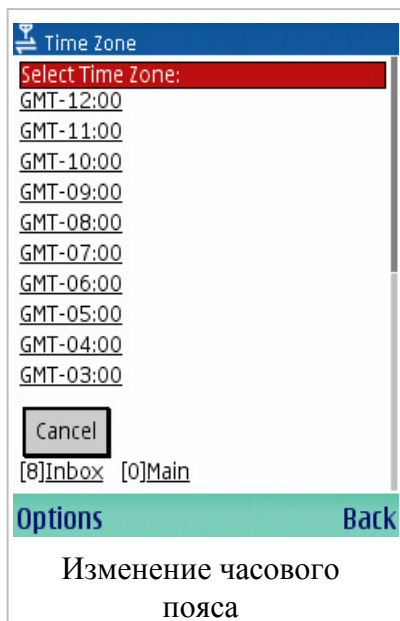 Time Zone
Select Time Zone:
GMT-12:00
GMT-11:00
GMT-10:00
GMT-09:00
GMT-08:00
GMT-07:00
GMT-06:00
GMT-05:00
GMT-04:00
GMT-03:00
Cancel
[8]Inbox [0]Main
Options Back
Изменение часового
пояса